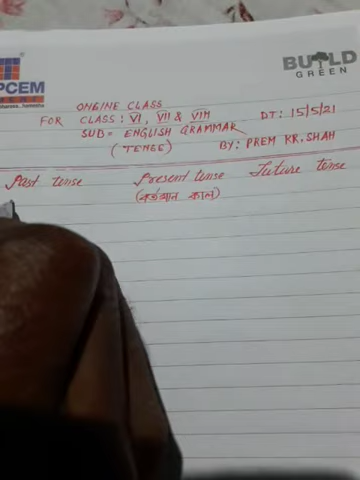 PCEM
BUILD
GREEN
ONGINE CLASS
FOR CLASS: VI, VII & VIII DT: 15/5/21
SUB= ENGLISH GRAMMAR
(TENSE) BY: PREM KR. SHAH
Past tense Present tense Future tense
(বর্তমান কাল)